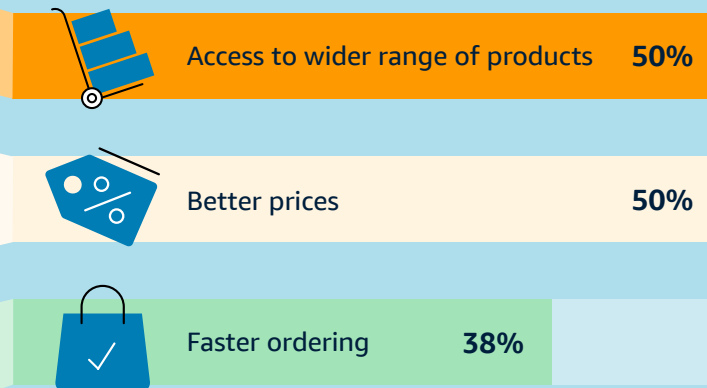 Access to wider range of products 50%
Better prices 50%
Faster ordering 38%